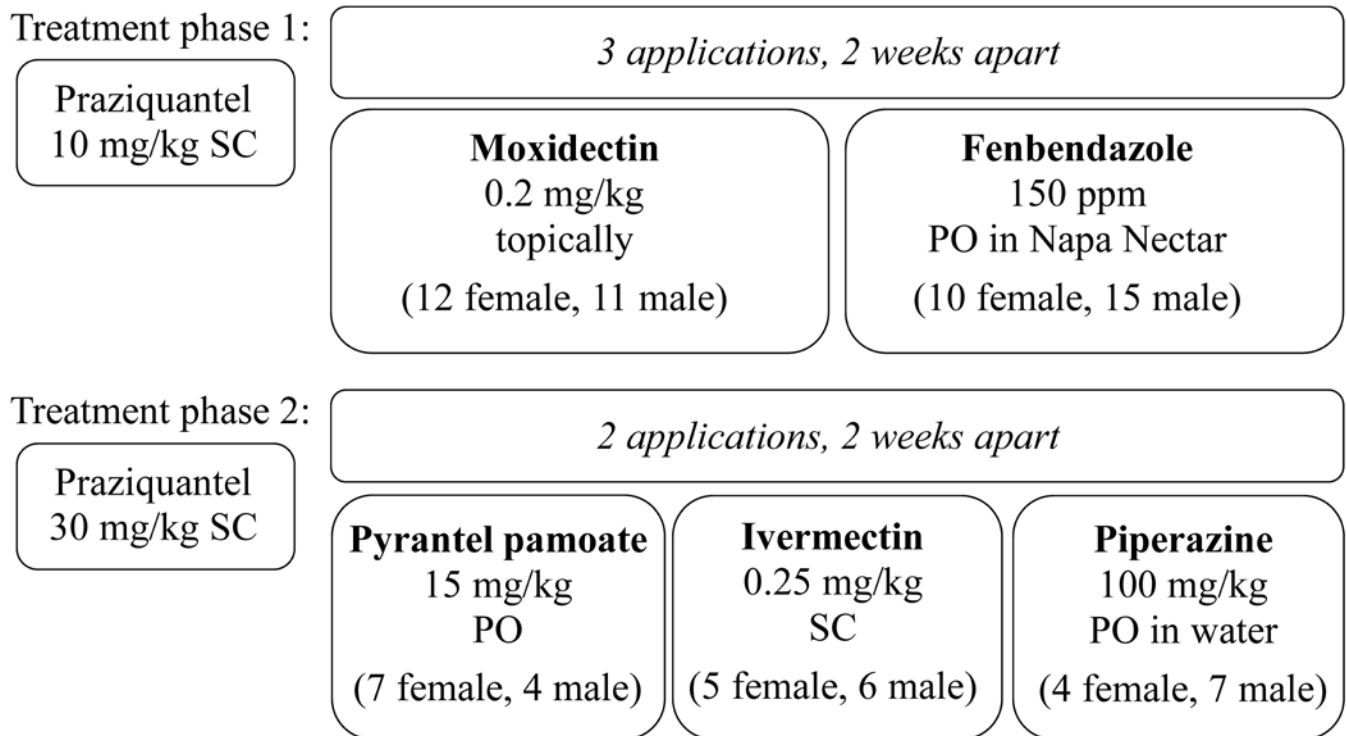 Treatment phase 1:
Praziquantel
10 mg/kg SC
3 applications, 2 weeks apart
Moxidectin
0.2 mg/kg
topically
(12 female, 11 male)
Fenbendazole
150 ppm
PO in Napa Nectar
(10 female, 15 male)
Treatment phase 2:
Praziquantel
30 mg/kg SC
2 applications, 2 weeks apart
Pyrantel pamoate
15 mg/kg
PO
(7 female, 4 male)
Ivermectin
0.25 mg/kg
SC
(5 female, 6 male)
Piperazine
100 mg/kg
PO in water
(4 female, 7 male)